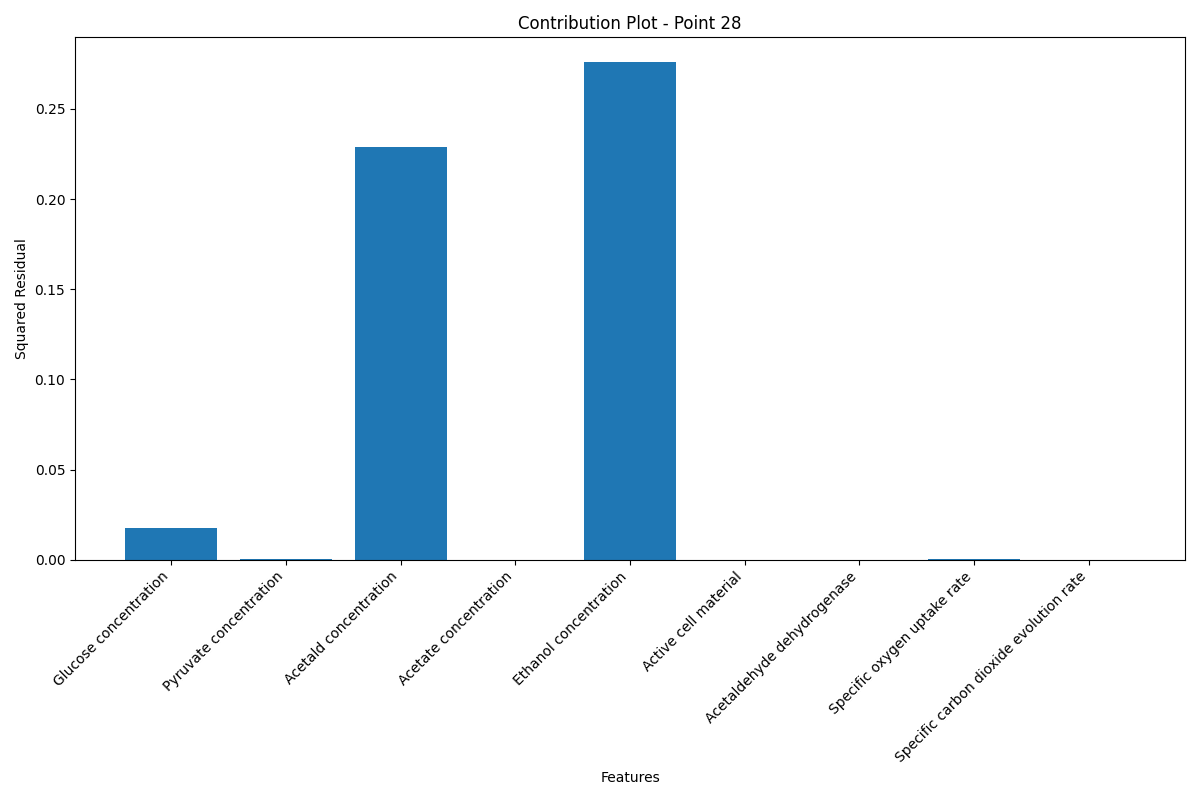 Contribution Plot - Point 28
Squared Residual
0.25
0.20
0.15
0.10
0.05
0.00
Glucose concentration
Pyruvate concentration
Acetald concentration
Acetate concentration
Ethanol concentration
Active cell material
Acetaldehyde dehydrogenase
Specific oxygen uptake rate
Specific carbon dioxide evolution rate
Features